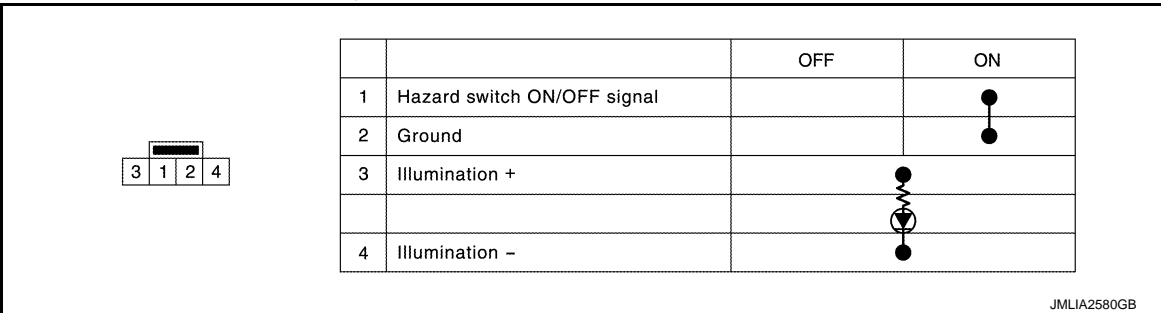 OFF ON
1 Hazard switch ON/OFF signal
2 Ground
3 1 2 4
3 Illumination +
4 Illumination –
JMLIA2580GB